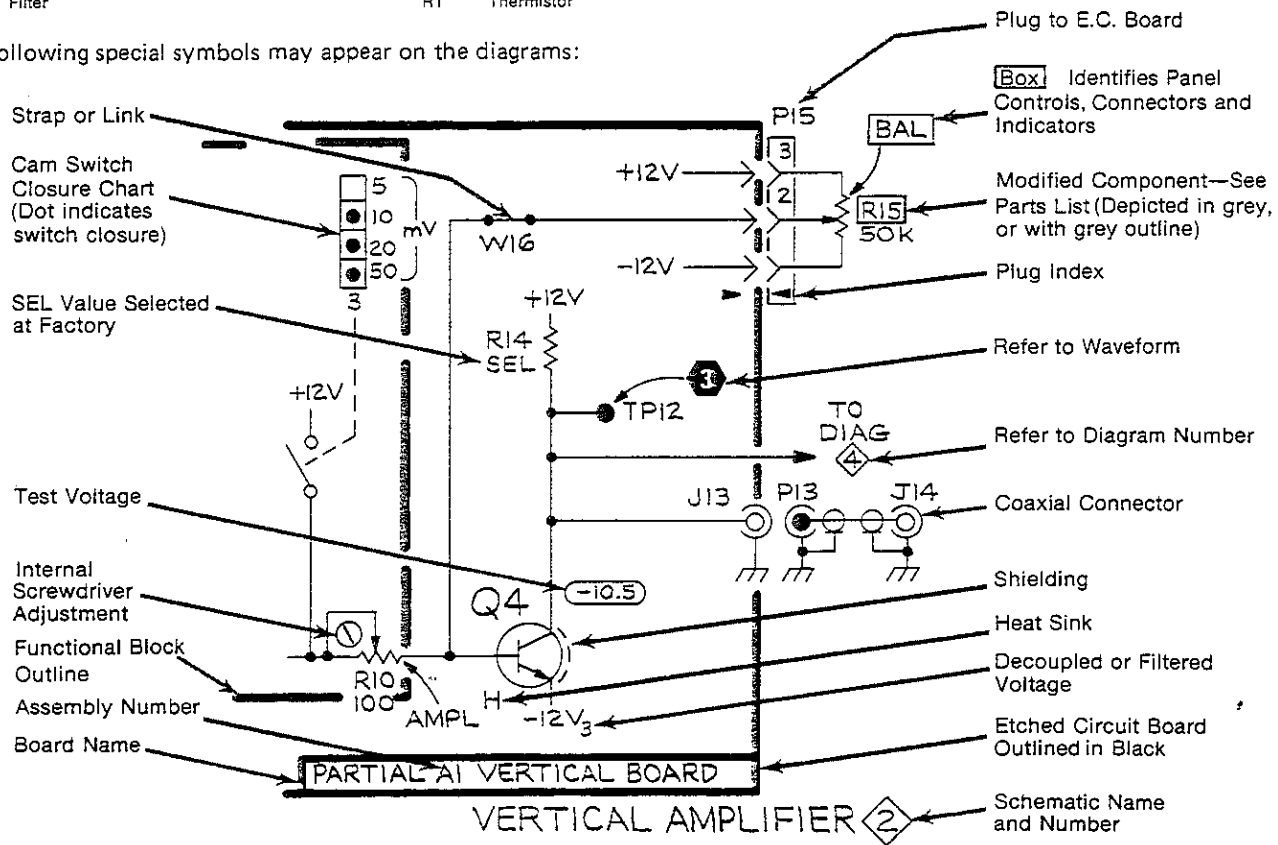 Filter
RT Thermistor
ollowing special symbols may appear on the diagrams:
Plug to E.C. Board
Box Identifies Panel
Controls, Connectors and
Indicators
Modified Component—See
Parts List (Depicted in grey,
or with grey outline)
Plug Index
Refer to Waveform
Refer to Diagram Number
Coaxial Connector
Shielding
Heat Sink
Decoupled or Filtered
Voltage
Etched Circuit Board
Outlined in Black
Schematic Name
and Number
Strap or Link
Cam Switch
Closure Chart
(Dot indicates
switch closure)
SEL Value Selected
at Factory
Test Voltage
Internal
Screwdriver
Adjustment
Functional Block
Outline
Assembly Number
Board Name
P15
3
2
BAL
R15
50K
+12V
-12V
W16
5
10
20
50
mV
3
+12V
R14
SEL
3
TP12
TO
DIAG
4
+12V
J13
P13
J14
-10.5
Q4
R10
100
AMPL
H
-12V3
PARTIAL A1 VERTICAL BOARD
VERTICAL AMPLIFIER 2